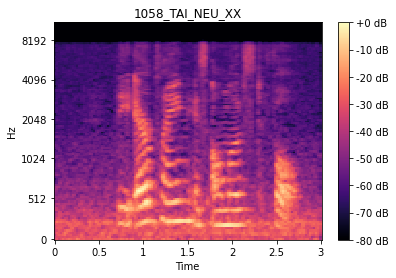 1058_TAI_NEU_XX
+0 dB
8192
-10 dB
4096
-20 dB
-30 dB
2048
Hz
-40 dB
1024
-50 dB
512
-60 dB
-70 dB
0
-80 dB
0 0.5 1 1.5 2 2.5 3
Time